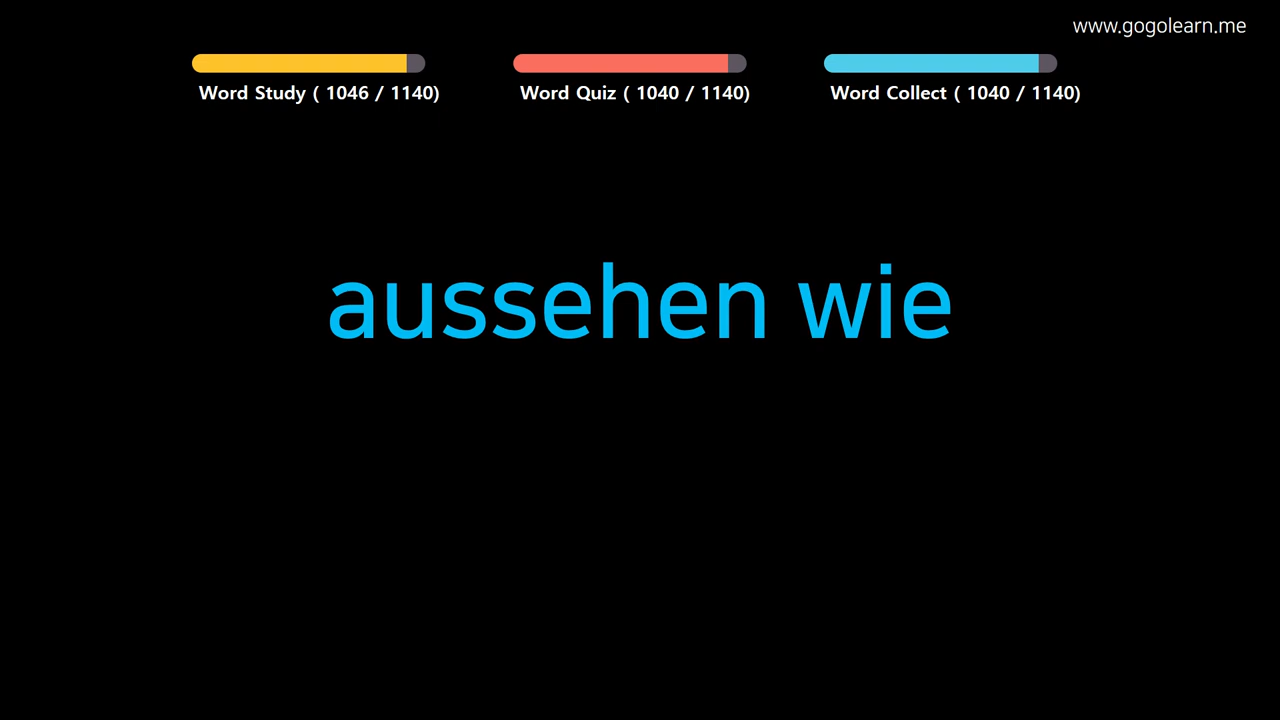 www.gogolearn.me
Word Study ( 1046 / 1140)
Word Quiz ( 1040 / 1140)
Word Collect ( 1040 / 1140)
aussehen wie